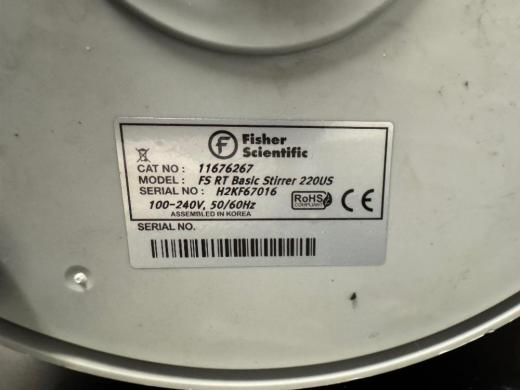 F Fisher
Scientific
CAT NO : 11676267
MODEL : FS RT Basic Stirrer 220US
SERIAL NO : H2KF67016
100-240V, 50/60Hz
ASSEMBLED IN KOREA
RoHS
COMPLIANT
CE
SERIAL NO.